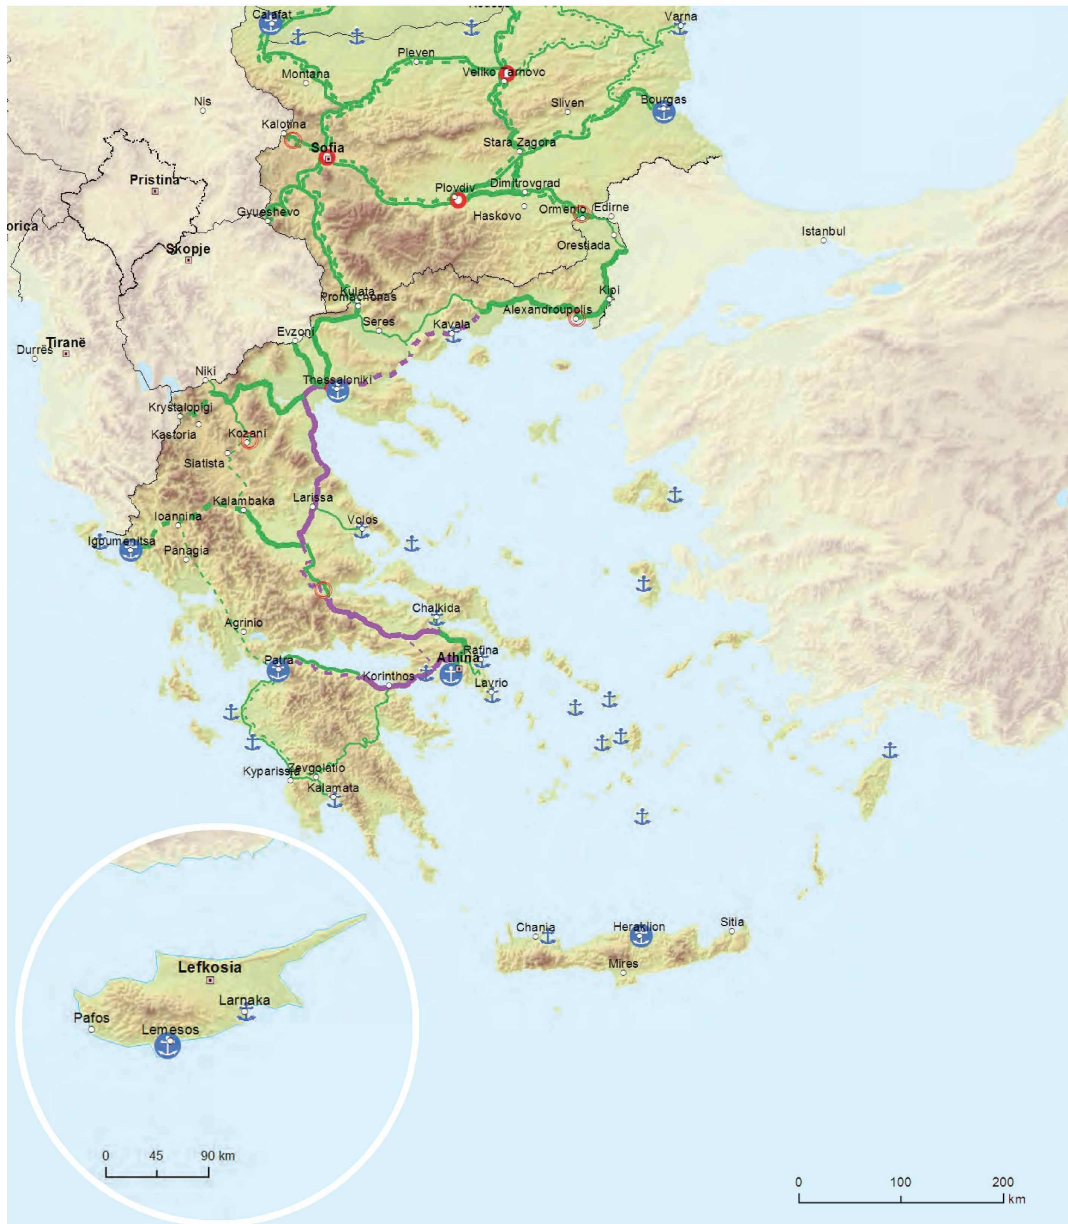 Calafat
Varna
Pleven
Veliko Tarnovo
Montana
Nis
Sliven
Bourgas
Kalotina
Sofia
Stara Zagora
Pristina
Plovdiv
Dimitrovgrad
Gyueshevo
Haskovo
Ormenio
Edirne
orica
Istanbul
Skopje
Orestiada
Kulata
Promachonas
Kipi
Alexandroupolis
Seres
Kavala
Evzoni
Tiranë
Durrës
Niki
Thessaloniki
Krystalopigi
Kastoria
Kozani
Siatista
Larissa
Kalambaka
Ioannina
Volos
Igoumenitsa
Panagia
Chalkida
Agrinio
Rafina
Athina
Patra
Korinthos
Lavrio
Kyparissia
Zevgolatio
Kalamata
Chania
Heraklion
Sitia
Mires
Lefkosia
Larnaka
Pafos
Lemesos
0 45 90 km
0 100 200
km